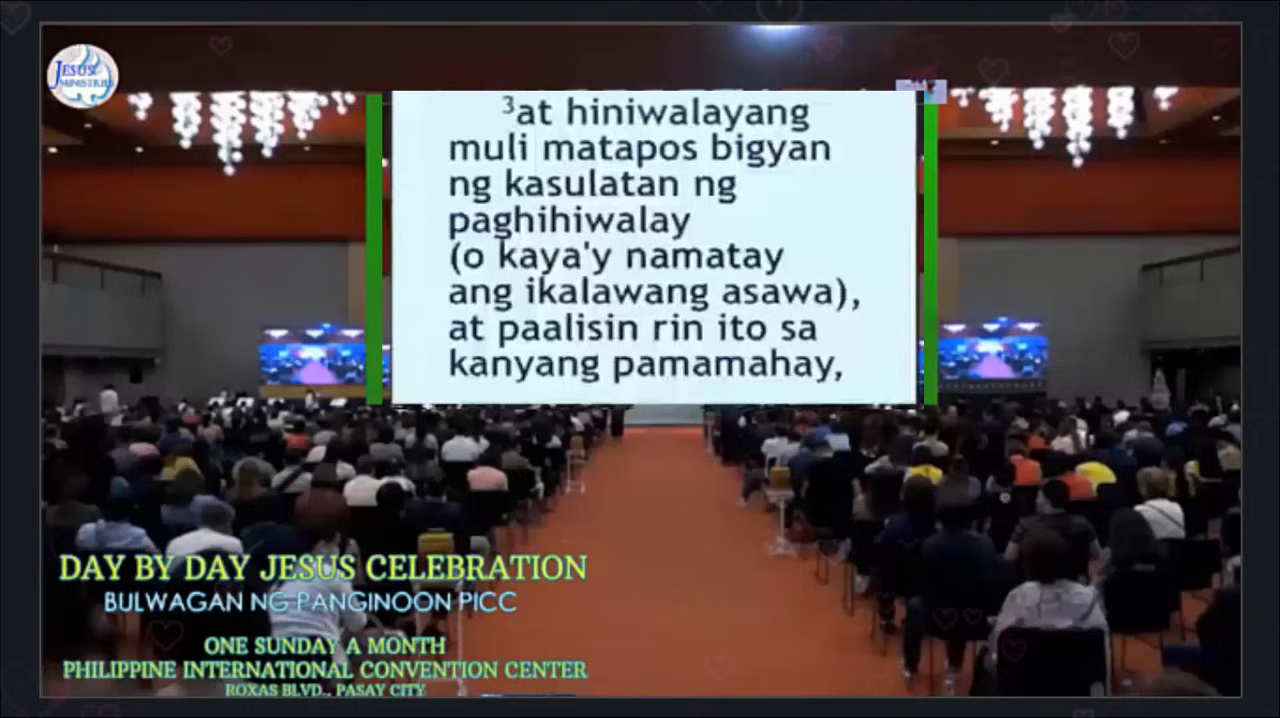 JESUS
MINISTRIES
³at hiniwalayang
muli matapos bigyan
ng kasulatan ng
paghihiwalay
(o kaya'y namatay
ang ikalawang asawa),
at paalisin rin ito sa
kanyang pamamahay,
DAY BY DAY JESUS CELEBRATION
BULWAGAN NG PANGINOON PICC
ONE SUNDAY A MONTH
PHILIPPINE INTERNATIONAL CONVENTION CENTER
ROXAS BLVD., PASAY CITY